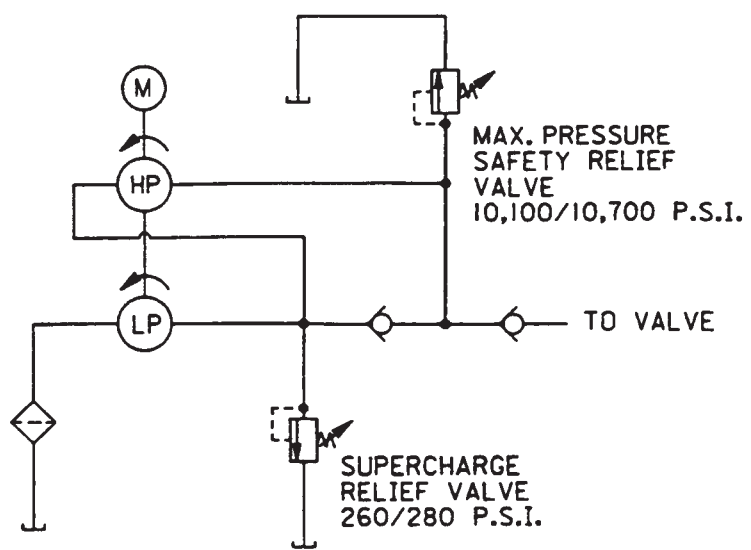 M
MAX. PRESSURE
SAFETY RELIEF
VALVE
10,100/10,700 P.S.I.
HP
LP
TO VALVE
SUPERCHARGE
RELIEF VALVE
260/280 P.S.I.